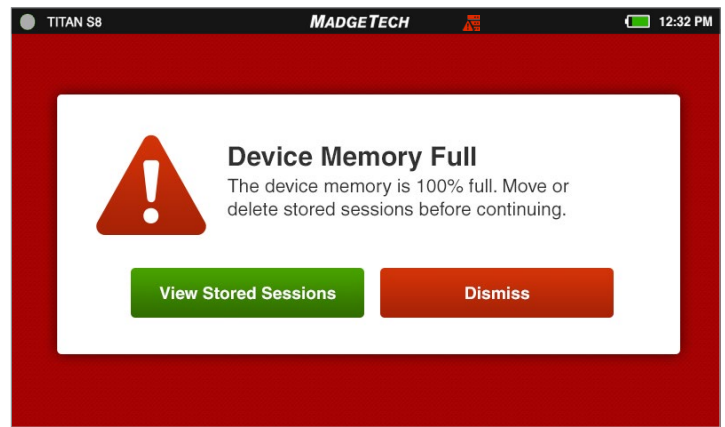 TITAN S8 MADGETECH 12:32 PM
Device Memory Full
The device memory is 100% full. Move or
delete stored sessions before continuing.
View Stored Sessions Dismiss